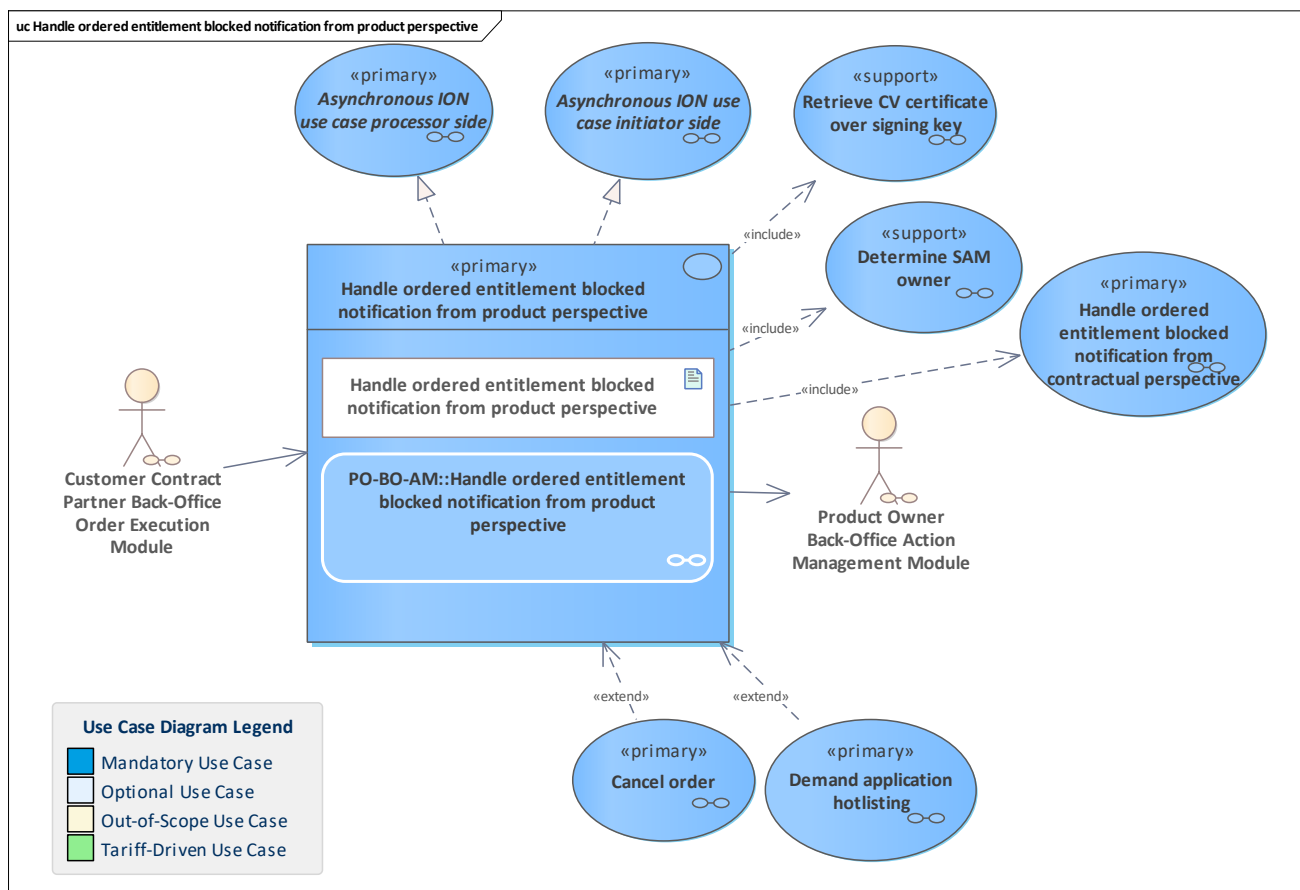 uc Handle ordered entitlement blocked notification from product perspective
«primary»
Asynchronous ION
use case processor side
«primary»
Asynchronous ION use
case initiator side
«support»
Retrieve CV certificate
over signing key
«include»
«support»
Determine SAM
owner
«include»
«primary»
Handle ordered
entitlement blocked
notification from
contractual perspective
«include»
«primary»
Handle ordered entitlement blocked
notification from product perspective
Handle ordered entitlement blocked
notification from product perspective
PO-BO-AM::Handle ordered entitlement
blocked notification from product
perspective
Customer Contract
Partner Back-Office
Order Execution
Module
Product Owner
Back-Office Action
Management Module
«extend»
«extend»
«primary»
Cancel order
«primary»
Demand application
hotlisting
Use Case Diagram Legend
Mandatory Use Case
Optional Use Case
Out-of-Scope Use Case
Tariff-Driven Use Case